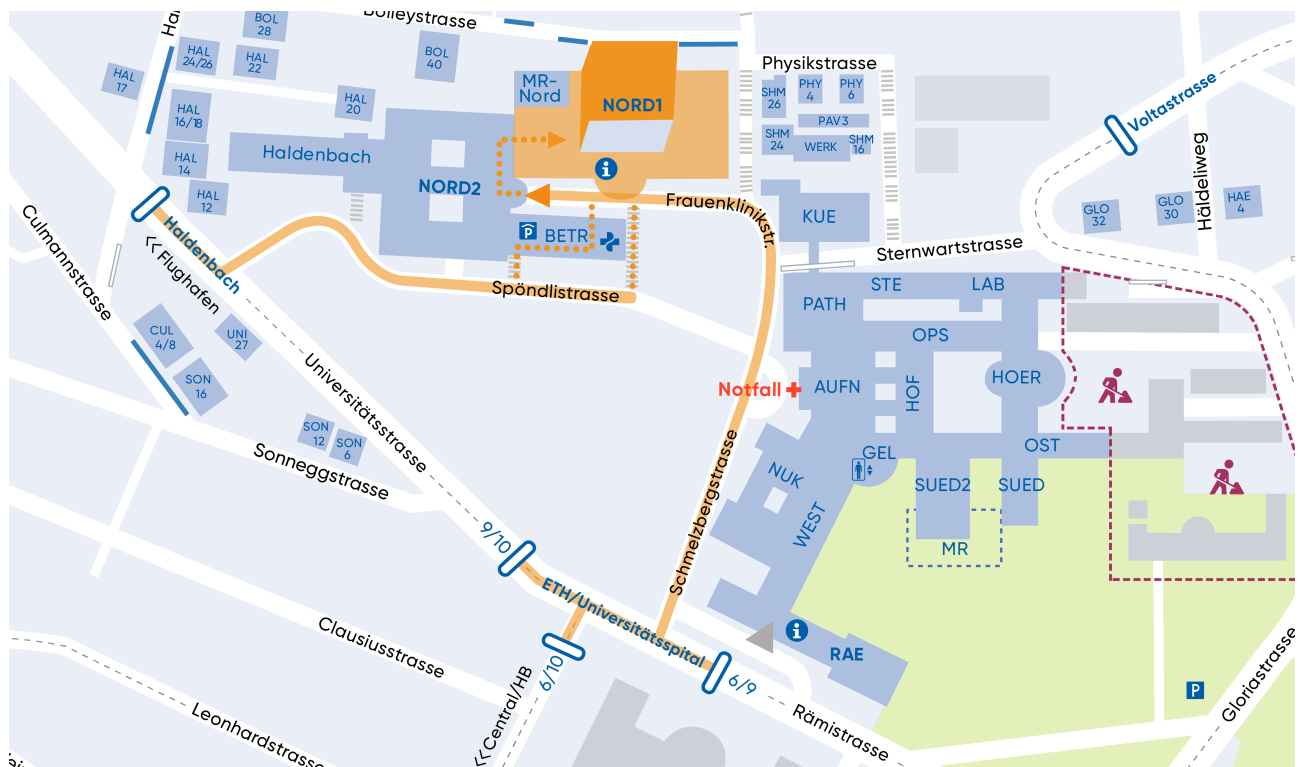 Bolleystrasse
BOL
28
HAL
24/26
HAL
22
HAL
17
BOL
40
HAL
20
HAL
16/18
HAL
14
HAL
12
Haldenbach
NORD2
MR-
Nord
NORD1
i
Physikstrasse
SHM
26
PHY
4
PHY
6
PAV3
SHM
24
WERK
SHM
16
Voltastrasse
Häldeliweg
GLO
32
GLO
30
HAE
4
KUE
Frauenklikstr.
Sternwartstrasse
P
BETR
Spöndlistrasse
Haldenbach
<< Flughafen
Culmannstrasse
CUL
4/8
UNI
27
SON
16
SON
12
SON
6
Universitätsstrasse
Sonneggstrasse
STE
LAB
PATH
OPS
Notfall
AUFN
HOF
HOER
GEL
OST
NUK
WEST
SUED2
SUED
MR
Schmelzbergstrasse
9/10
ETH/Universitätsspital
6/10
6/9
<< Central/HB
i
RAE
Rämistrasse
Clausiusstrasse
Leonhardstrasse
P
Gloriastrasse